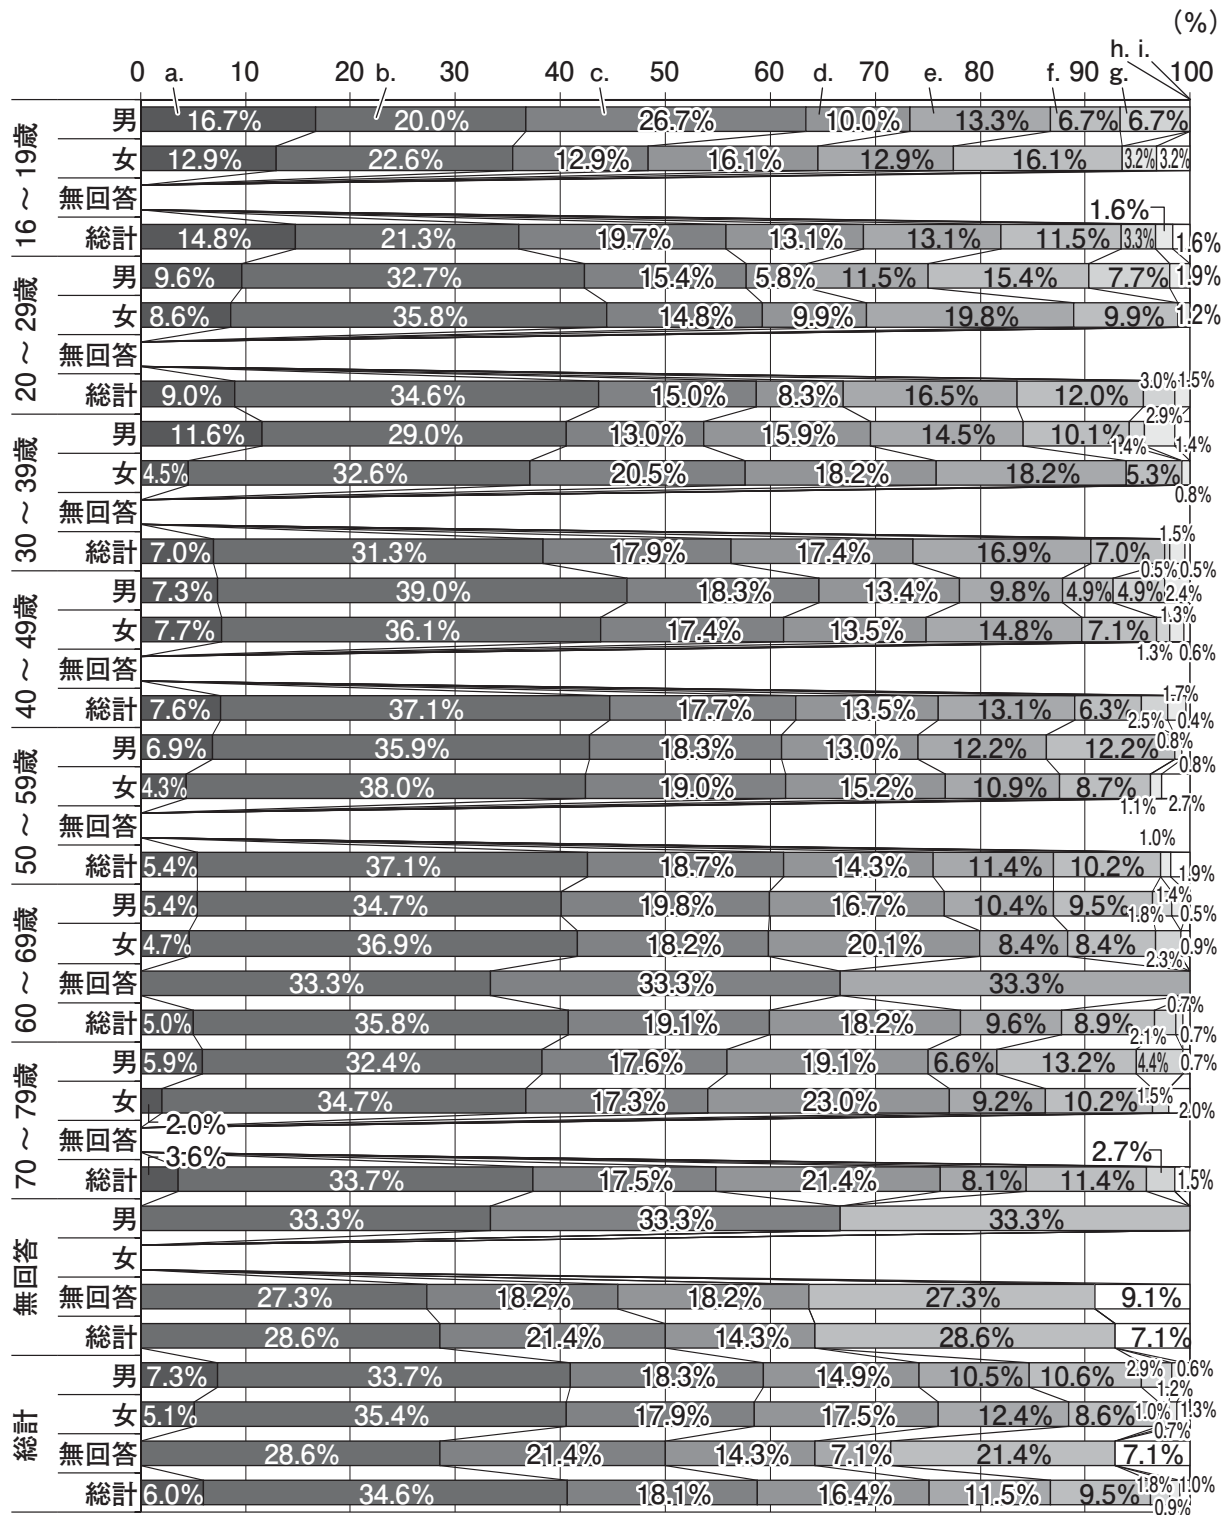 (%)
h. i.
0 a. 10 20 b. 30 40 c. 50 60 d. 70 e. 80 f. 90 g. 100
16～19歳
男 16.7% 20.0% 26.7% 10.0% 13.3% 6.7% 6.7%
女 12.9% 22.6% 12.9% 16.1% 12.9% 16.1% 3.2% 3.2%
無回答
1.6%
総計 14.8% 21.3% 19.7% 13.1% 13.1% 11.5% 3.3% 1.6%
20～29歳
男 9.6% 32.7% 15.4% 5.8% 11.5% 15.4% 7.7% 1.9%
女 8.6% 35.8% 14.8% 9.9% 19.8% 9.9% 1.2%
無回答
3.0% 1.5%
総計 9.0% 34.6% 15.0% 8.3% 16.5% 12.0%
2.9%
30～39歳
男 11.6% 29.0% 13.0% 15.9% 14.5% 10.1% 1.4% 1.4%
女 4.5% 32.6% 20.5% 18.2% 18.2% 5.3%
0.8%
無回答
1.5%
総計 7.0% 31.3% 17.9% 17.4% 16.9% 7.0%
0.5% 0.5%
40～49歳
男 7.3% 39.0% 18.3% 13.4% 9.8% 4.9% 4.9% 2.4%
1.3%
女 7.7% 36.1% 17.4% 13.5% 14.8% 7.1%
1.3% 0.6%
無回答
1.7%
総計 7.6% 37.1% 17.7% 13.5% 13.1% 6.3% 2.5% 0.4%
50～59歳
男 6.9% 35.9% 18.3% 13.0% 12.2% 12.2% 0.8%
0.8%
女 4.3% 38.0% 19.0% 15.2% 10.9% 8.7%
1.1% 2.7%
無回答
1.0%
総計 5.4% 37.1% 18.7% 14.3% 11.4% 10.2% 1.9%
60～69歳
1.4%
男 5.4% 34.7% 19.8% 16.7% 10.4% 9.5% 1.8% 0.5%
女 4.7% 36.9% 18.2% 20.1% 8.4% 8.4% 0.9%
2.3%
無回答 33.3% 33.3% 33.3%
0.7%
総計 5.0% 35.8% 19.1% 18.2% 9.6% 8.9% 2.1% 0.7%
70～79歳
男 5.9% 32.4% 17.6% 19.1% 6.6% 13.2% 4.4% 0.7%
女 34.7% 17.3% 23.0% 9.2% 10.2% 1.5% 2.0%
2.0%
無回答
3.6% 2.7%
総計 33.7% 17.5% 21.4% 8.1% 11.4% 1.5%
無回答
男 33.3% 33.3% 33.3%
女
無回答 27.3% 18.2% 18.2% 27.3% 9.1%
総計 28.6% 21.4% 14.3% 28.6% 7.1%
総計
男 7.3% 33.7% 18.3% 14.9% 10.5% 10.6% 2.9% 0.6%
1.2%
女 5.1% 35.4% 17.9% 17.5% 12.4% 8.6% 1.0% 1.3%
0.7%
無回答 28.6% 21.4% 14.3% 7.1% 21.4% 7.1%
総計 6.0% 34.6% 18.1% 16.4% 11.5% 9.5% 1.8% 1.0%
0.9%